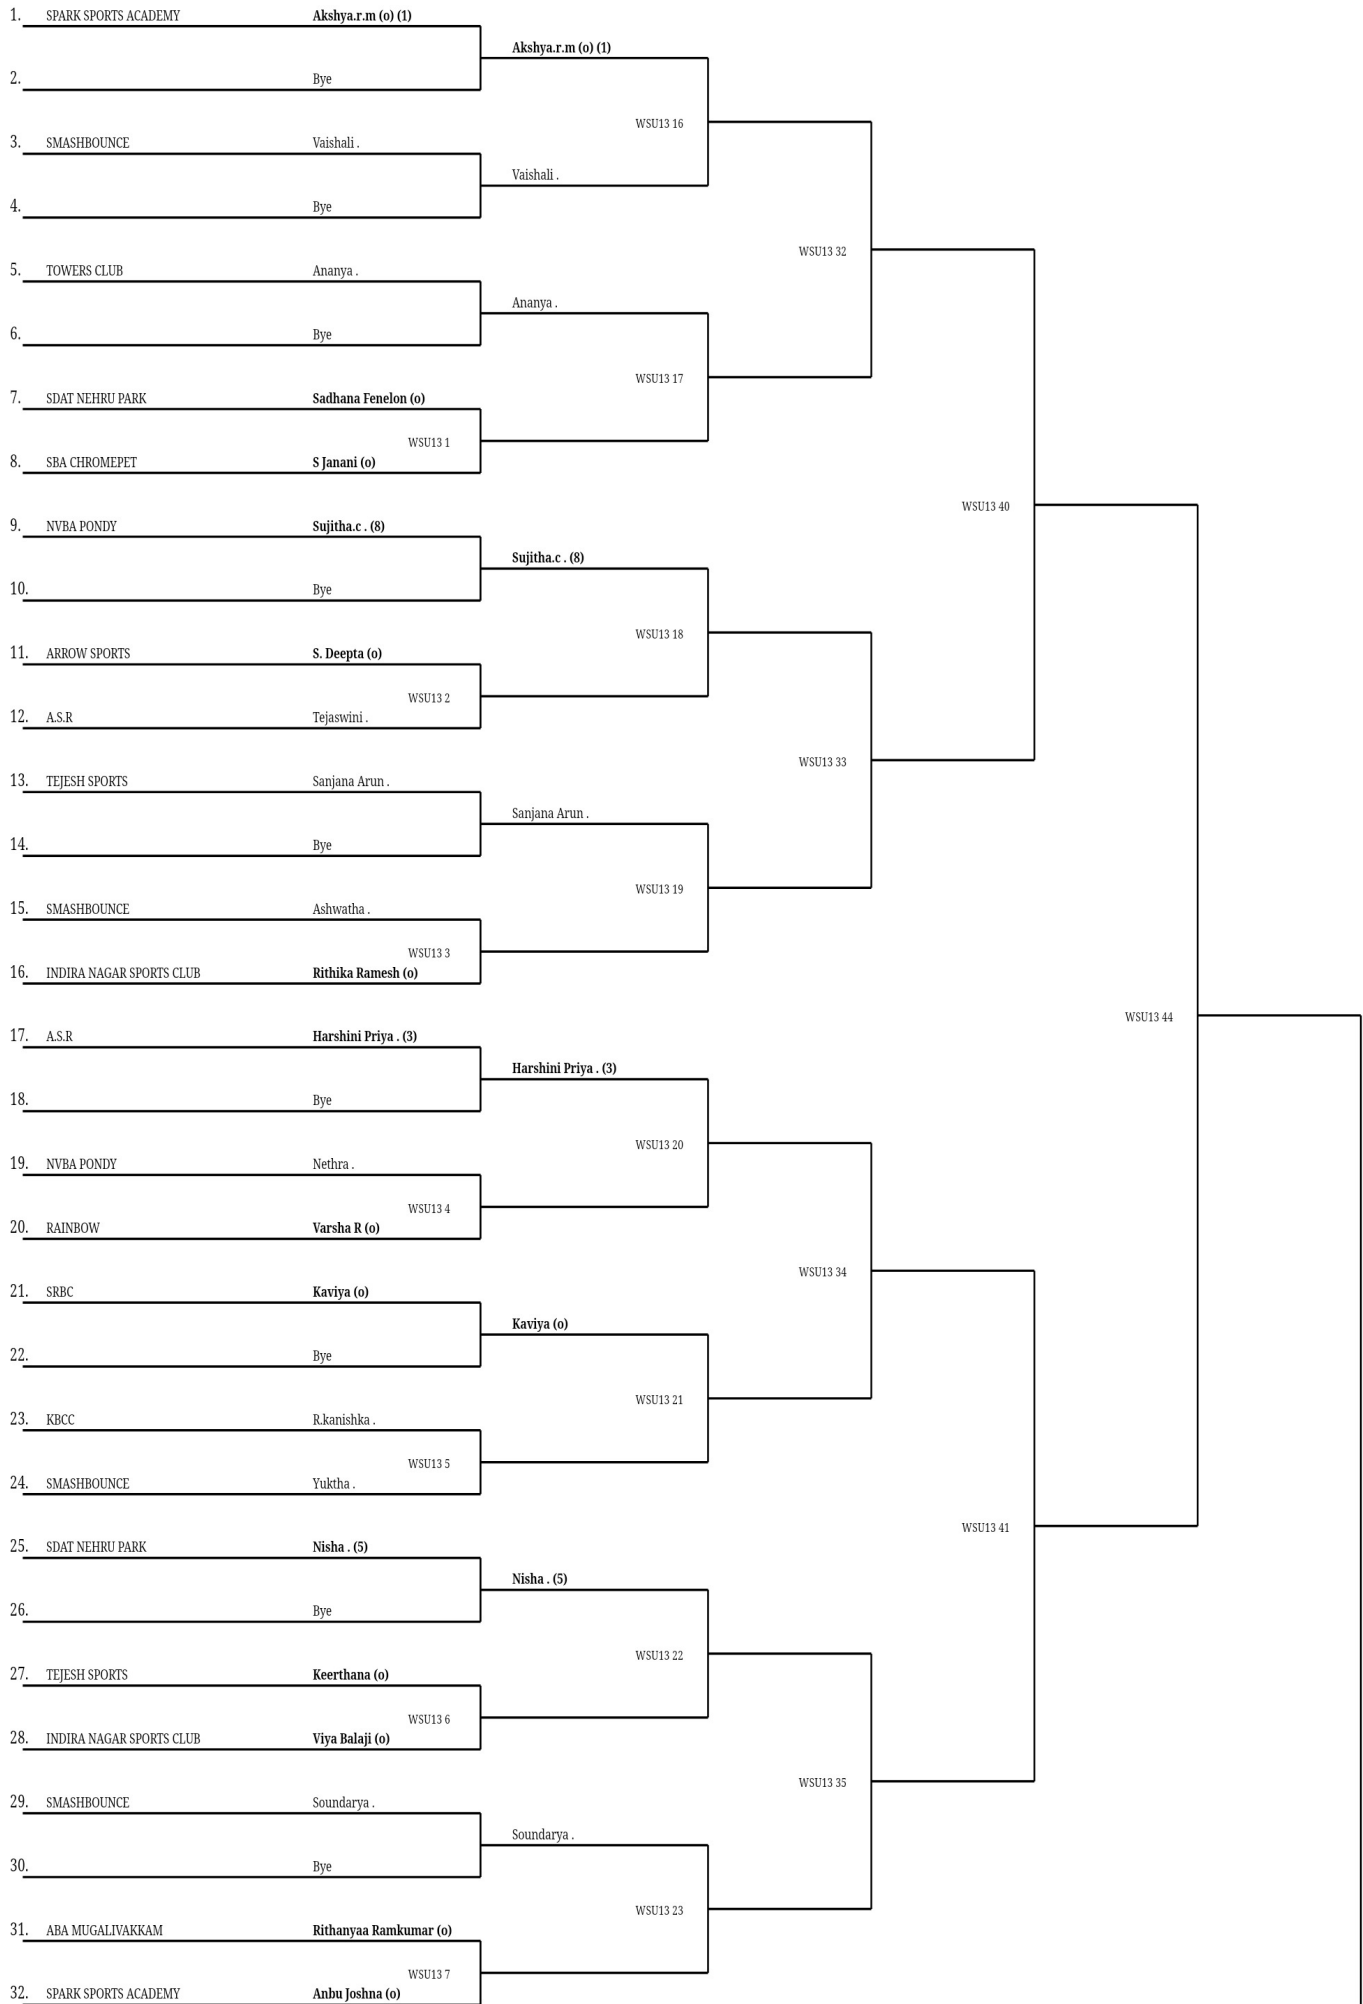 1. SPARK SPORTS ACADEMY Akshya.r.m (o) (1)
Akshya.r.m (o) (1)
2. Bye
WSU13 16
3. SMASHBOUNCE Vaishali .
Vaishali .
4. Bye
WSU13 32
5. TOWERS CLUB Ananya .
Ananya .
6. Bye
WSU13 17
7. SDAT NEHRU PARK Sadhana Fenelon (o)
WSU13 1
8. SBA CHROMEPET S Janani (o)
WSU13 40
9. NVBA PONDY Sujitha.c . (8)
Sujitha.c . (8)
10. Bye
WSU13 18
11. ARROW SPORTS S. Deepta (o)
WSU13 2
12. A.S.R Tejaswini .
WSU13 33
13. TEJESH SPORTS Sanjana Arun .
Sanjana Arun .
14. Bye
WSU13 19
15. SMASHBOUNCE Ashwatha .
WSU13 3
16. INDIRA NAGAR SPORTS CLUB Rithika Ramesh (o)
WSU13 44
17. A.S.R Harshini Priya . (3)
Harshini Priya . (3)
18. Bye
WSU13 20
19. NVBA PONDY Nethra .
WSU13 4
20. RAINBOW Varsha R (o)
WSU13 34
21. SRBC Kaviya (o)
Kaviya (o)
22. Bye
WSU13 21
23. KBCC R.kanishka .
WSU13 5
24. SMASHBOUNCE Yuktha .
WSU13 41
25. SDAT NEHRU PARK Nisha . (5)
Nisha . (5)
26. Bye
WSU13 22
27. TEJESH SPORTS Keerthana (o)
WSU13 6
28. INDIRA NAGAR SPORTS CLUB Viya Balaji (o)
WSU13 35
29. SMASHBOUNCE Soundarya .
Soundarya .
30. Bye
WSU13 23
31. ABA MUGALIVAKKAM Rithanyaa Ramkumar (o)
WSU13 7
32. SPARK SPORTS ACADEMY Anbu Joshna (o)